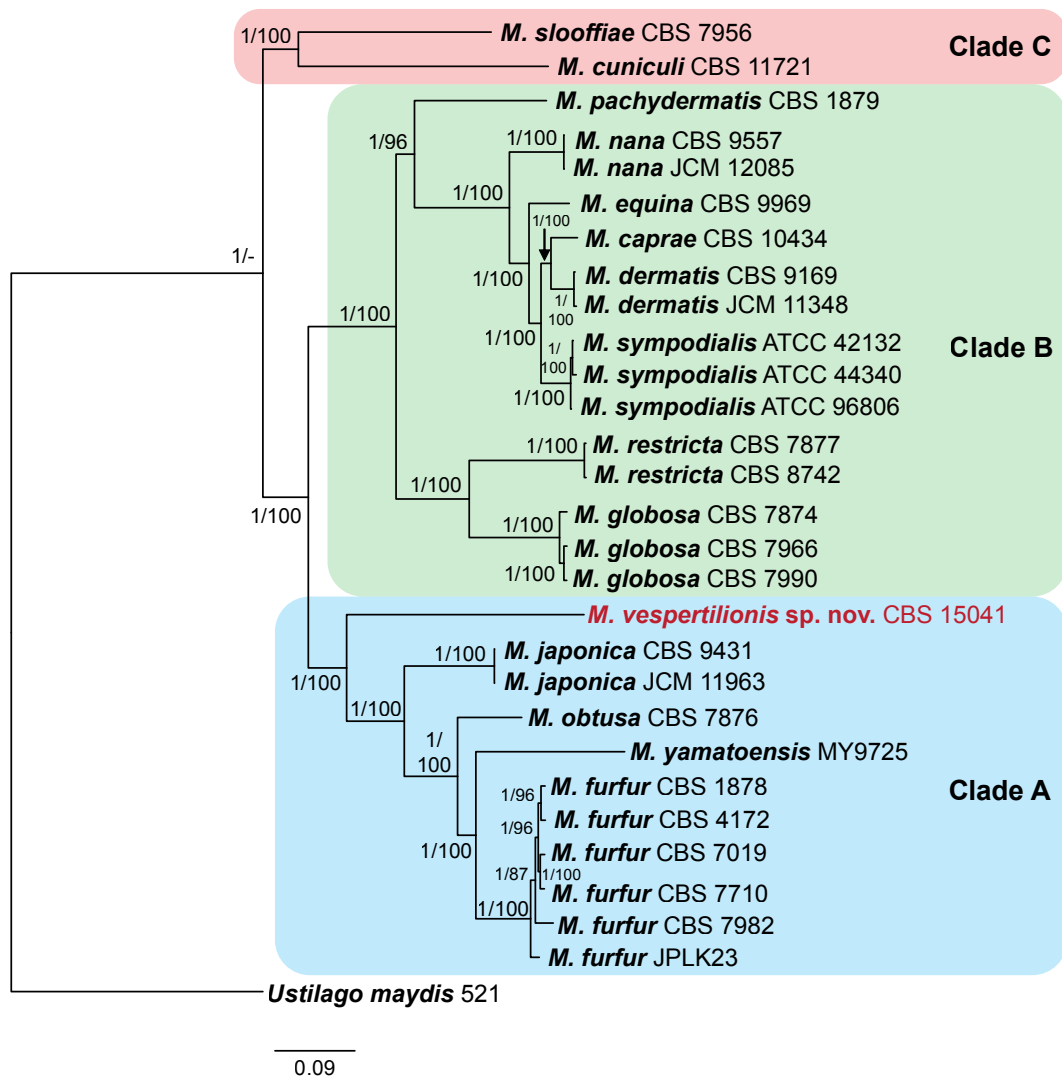 1/100
M. slooffiae CBS 7956
Clade C
M. cuniculi CBS 11721
M. pachydermatis CBS 1879
1/96
1/100
M. nana CBS 9557
M. nana JCM 12085
1/100
M. equina CBS 9969
1/100
M. caprae CBS 10434
1/100
M. dermatis CBS 9169
1/-
1/
100
M. dermatis JCM 11348
1/100
1/100
M. sympodialis ATCC 42132
Clade B
1/
100
M. sympodialis ATCC 44340
1/100
M. sympodialis ATCC 96806
1/100
M. restricta CBS 7877
M. restricta CBS 8742
1/100
1/100
M. globosa CBS 7874
1/100
M. globosa CBS 7966
1/100
M. globosa CBS 7990
M. vespertilionis sp. nov. CBS 15041
1/100
1/100
M. japonica CBS 9431
M. japonica JCM 11963
1/100
M. obtusa CBS 7876
1/
100
M. yamatoensis MY9725
1/96
M. furfur CBS 1878
Clade A
1/96
M. furfur CBS 4172
1/100
M. furfur CBS 7019
1/87
1/100
M. furfur CBS 7710
1/100
M. furfur CBS 7982
M. furfur JPLK23
Ustilago maydis 521
0.09